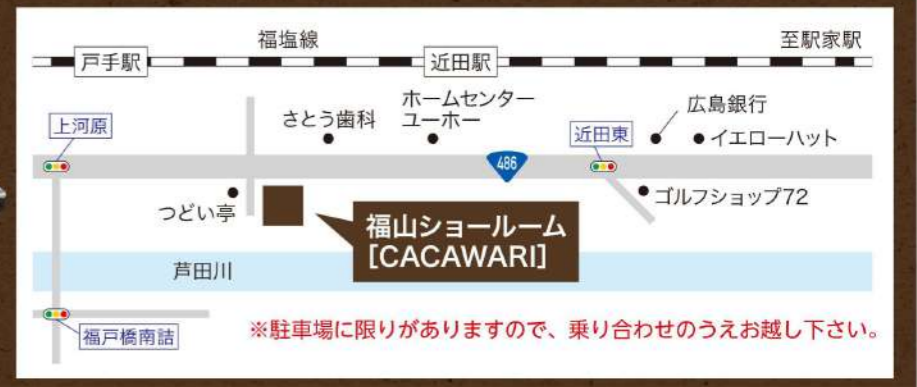 福塩線
至駅家駅
戸手駅
近田駅
ホームセンター
ユーホー
さとう歯科
広島銀行
上河原
近田東
イエローハット
486
つどい亭
ゴルフショップ72
福山ショールーム
[CACAWARI]
芦田川
福戸橋南詰
※駐車場に限りがありますので、乗り合わせのうえお越し下さい。